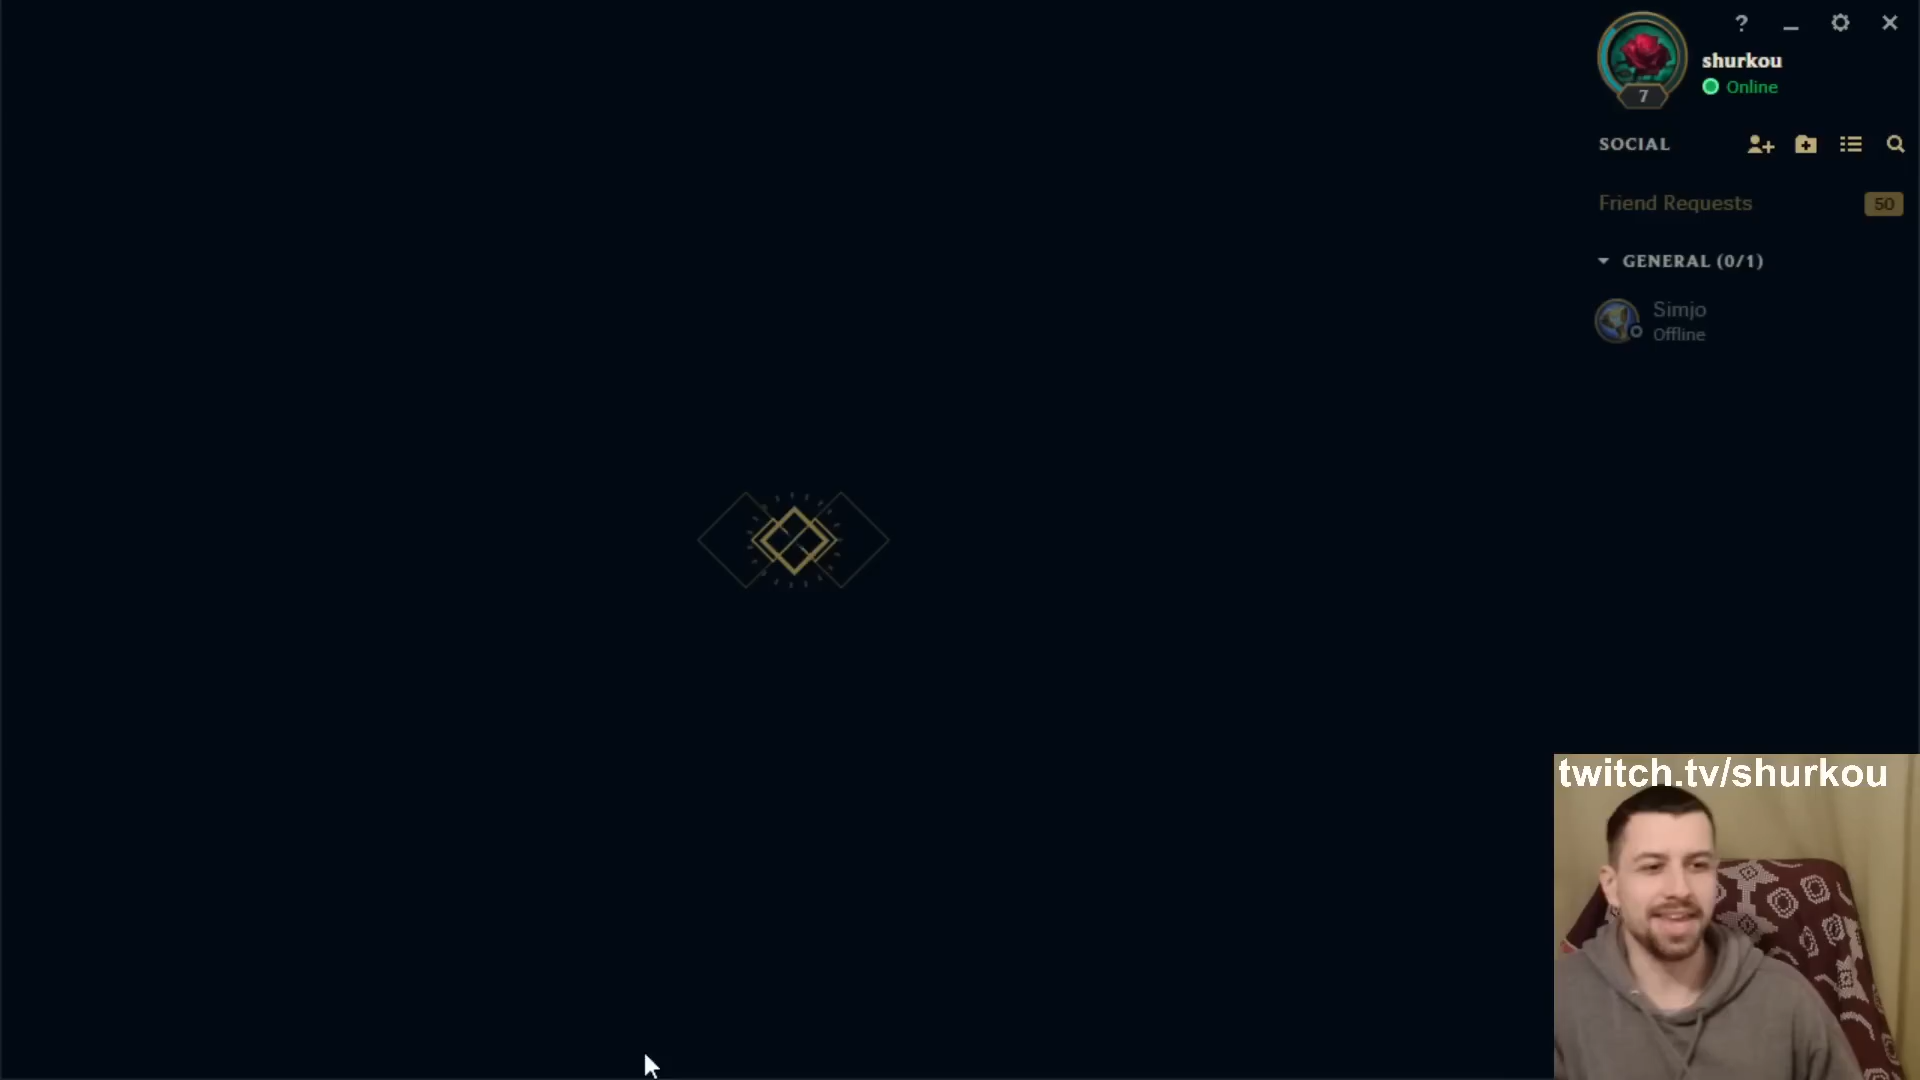 ?
shurkou
Online
7
SOCIAL
Friend Requests 50
GENERAL (0/1)
Simjo
Offline
twitch.tv/shurkou